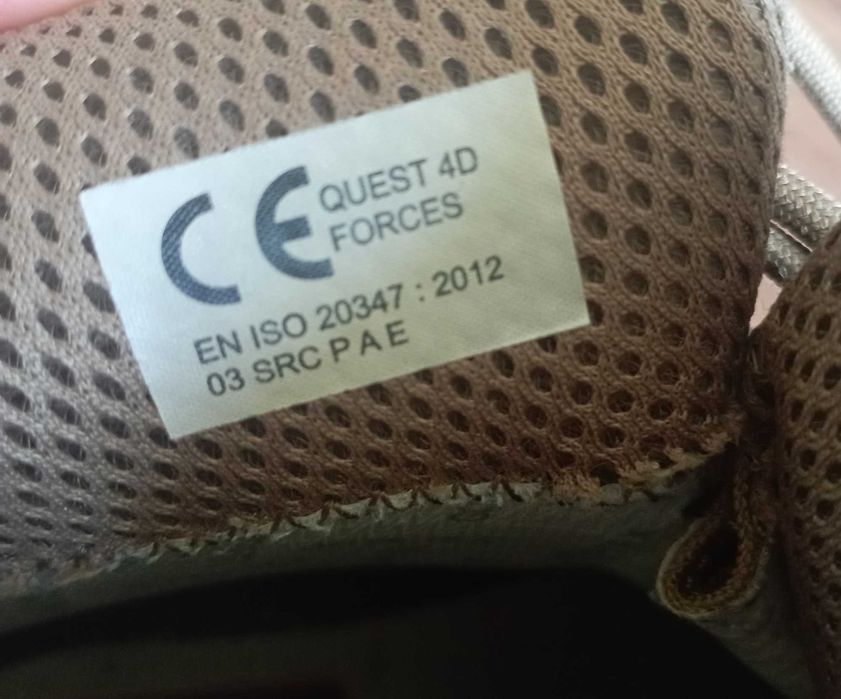 CE QUEST 4D
FORCES
EN ISO 20347 : 2012
03 SRC P A E